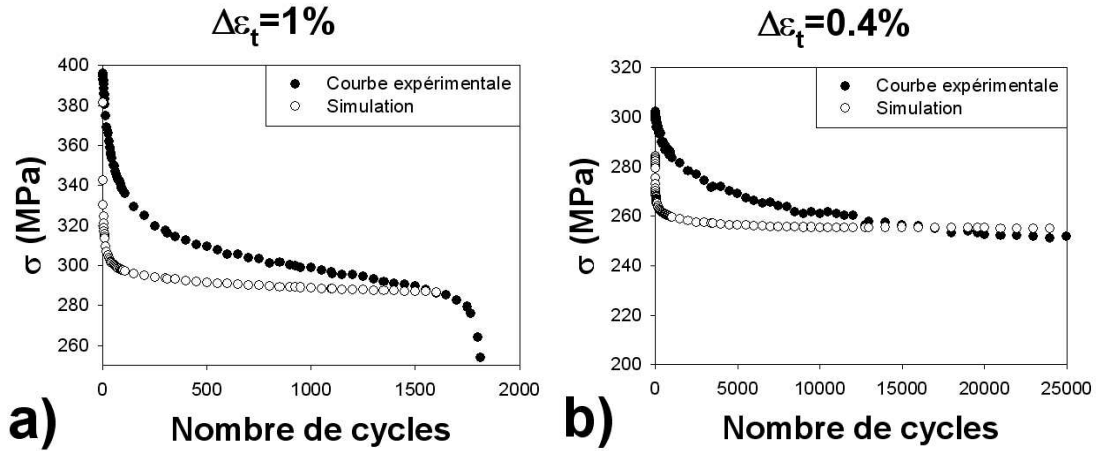 Δεt=1%
400
380
360
340
320
300
280
260
σ (MPa)
Courbe expérimentale
Simulation
0
500
1000
1500
2000
Nombre de cycles
a)
Δεt=0.4%
320
300
280
260
240
220
200
σ (MPa)
Courbe expérimentale
Simulation
0
5000
10000
15000
20000
25000
Nombre de cycles
b)